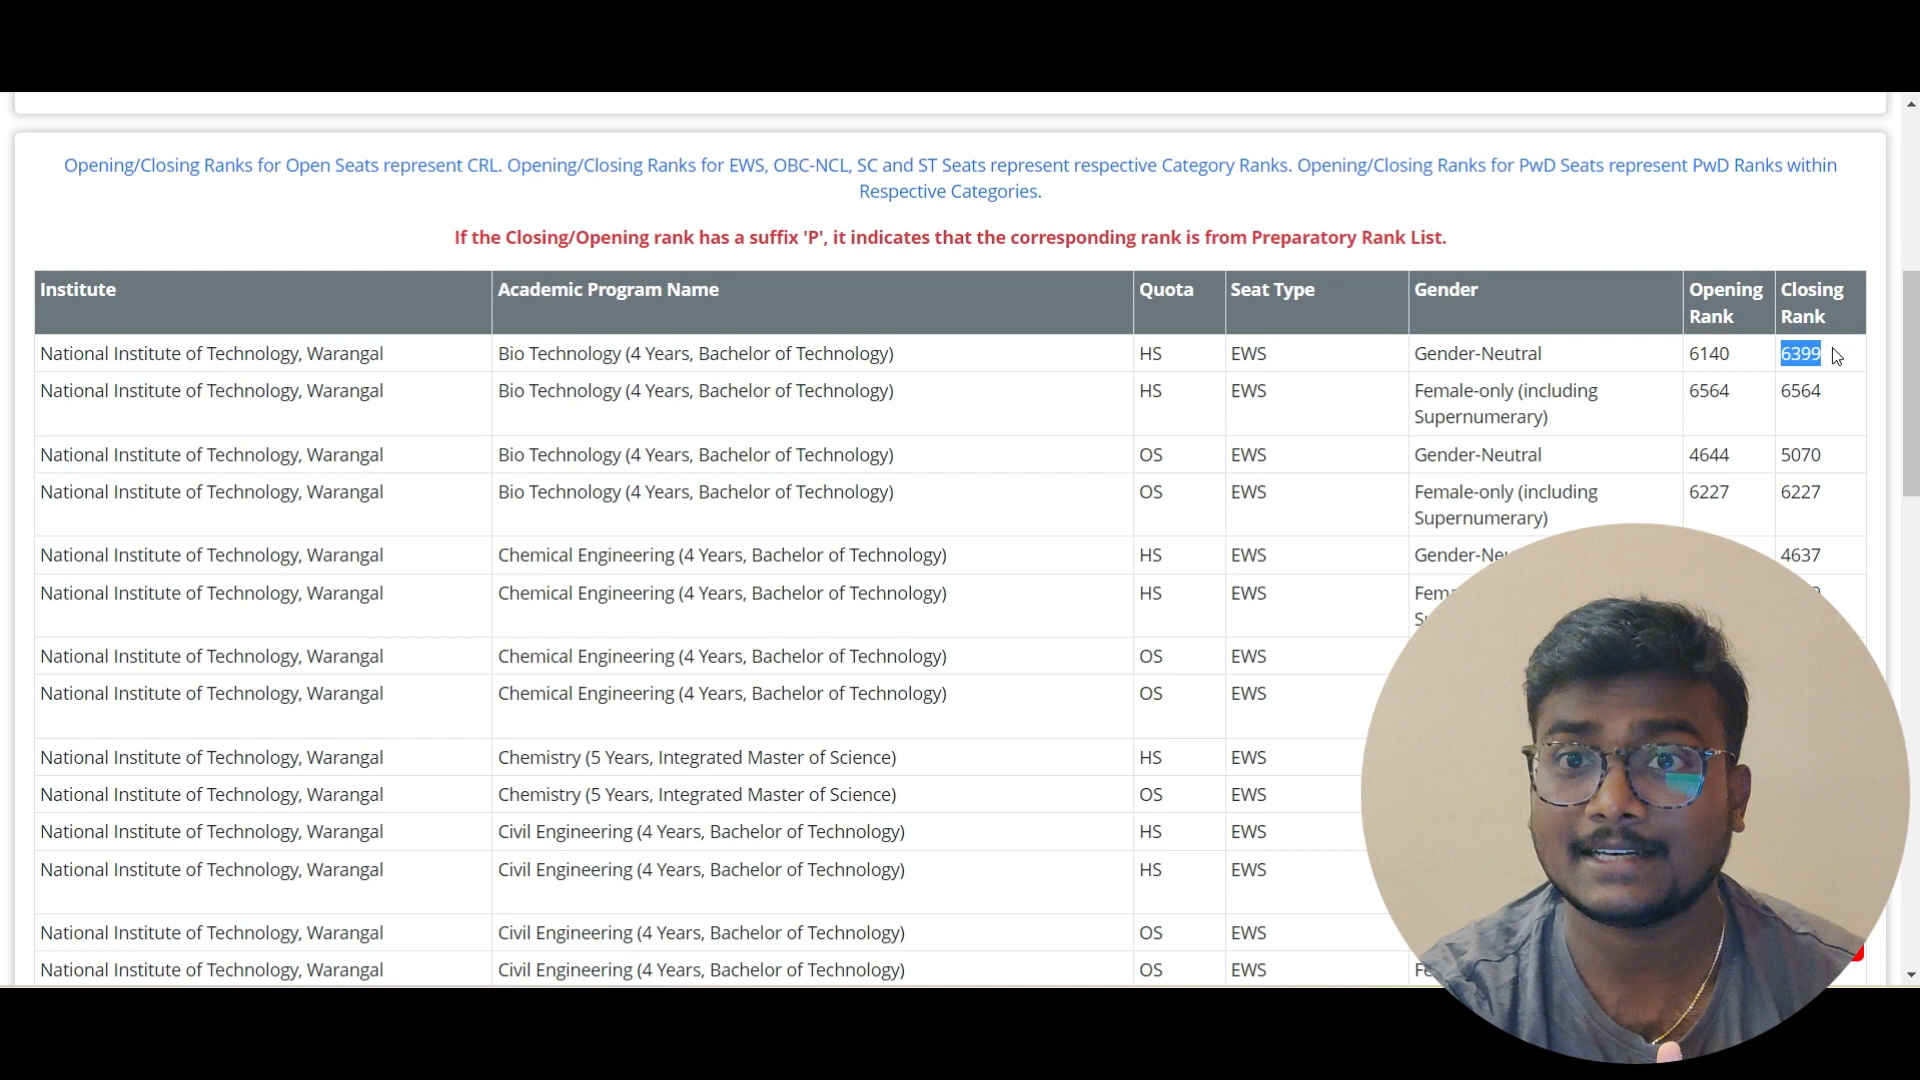 Opening/Closing Ranks for Open Seats represent CRL. Opening/Closing Ranks for EWS, OBC-NCL, SC and ST Seats represent respective Category Ranks. Opening/Closing Ranks for PwD Seats represent PwD Ranks within
Respective Categories.
If the Closing/Opening rank has a suffix 'P', it indicates that the corresponding rank is from Preparatory Rank List.
Institute Academic Program Name Quota Seat Type Gender Opening Rank Closing Rank
National Institute of Technology, Warangal Bio Technology (4 Years, Bachelor of Technology) HS EWS Gender-Neutral 6140 6399
National Institute of Technology, Warangal Bio Technology (4 Years, Bachelor of Technology) HS EWS Female-only (including Supernumerary) 6564 6564
National Institute of Technology, Warangal Bio Technology (4 Years, Bachelor of Technology) OS EWS Gender-Neutral 4644 5070
National Institute of Technology, Warangal Bio Technology (4 Years, Bachelor of Technology) OS EWS Female-only (including Supernumerary) 6227 6227
National Institute of Technology, Warangal Chemical Engineering (4 Years, Bachelor of Technology) HS EWS 4637
National Institute of Technology, Warangal Chemical Engineering (4 Years, Bachelor of Technology) HS EWS
National Institute of Technology, Warangal Chemical Engineering (4 Years, Bachelor of Technology) OS EWS
National Institute of Technology, Warangal Chemical Engineering (4 Years, Bachelor of Technology) OS EWS
National Institute of Technology, Warangal Chemistry (5 Years, Integrated Master of Science) HS EWS
National Institute of Technology, Warangal Chemistry (5 Years, Integrated Master of Science) OS EWS
National Institute of Technology, Warangal Civil Engineering (4 Years, Bachelor of Technology) HS EWS
National Institute of Technology, Warangal Civil Engineering (4 Years, Bachelor of Technology) HS EWS
National Institute of Technology, Warangal Civil Engineering (4 Years, Bachelor of Technology) OS EWS
National Institute of Technology, Warangal Civil Engineering (4 Years, Bachelor of Technology) OS EWS